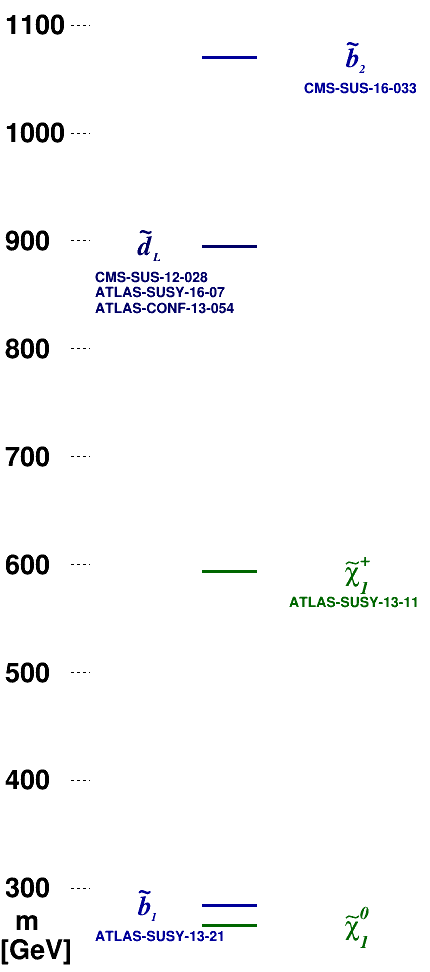 1100
b̃₂
CMS-SUS-16-033
1000
900
d̃_L
CMS-SUS-12-028
ATLAS-SUSY-16-07
ATLAS-CONF-13-054
800
700
600
χ̃₁⁺
ATLAS-SUSY-13-11
500
400
300
b̃₁
ATLAS-SUSY-13-21
χ̃₁⁰
m
[GeV]